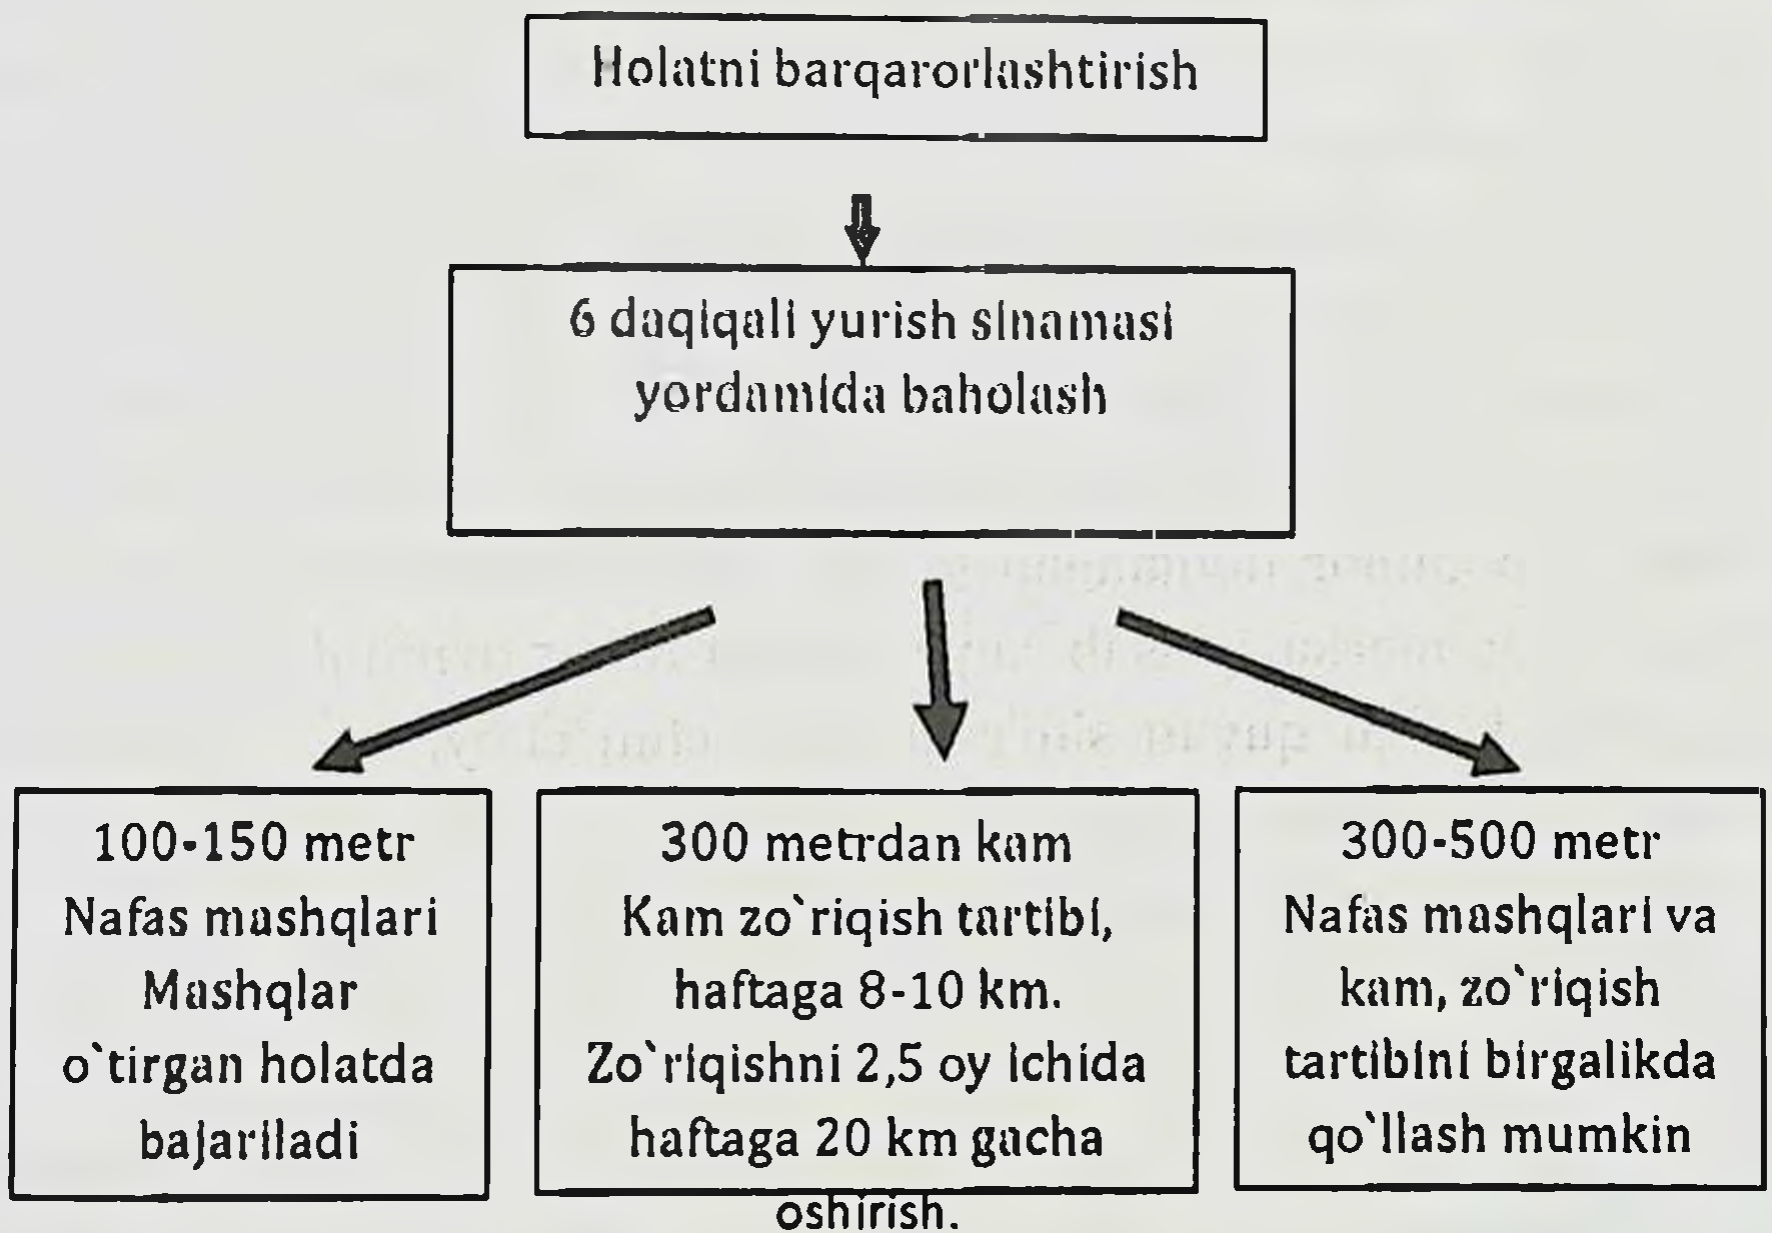 Holatni barqarorlashtirish
6 daqiqali yurish sinamasi
yordamida baholash
100-150 metr
Nafas mashqlari
Mashqlar
o`tirgan holatda
bajariladi
300 metrdan kam
Kam zo`riqish tartibi,
haftaga 8-10 km.
Zo`riqishni 2,5 oy ichida
haftaga 20 km gacha
oshirish.
300-500 metr
Nafas mashqlari va
kam, zo`riqish
tartibini birgalikda
qo`llash mumkin